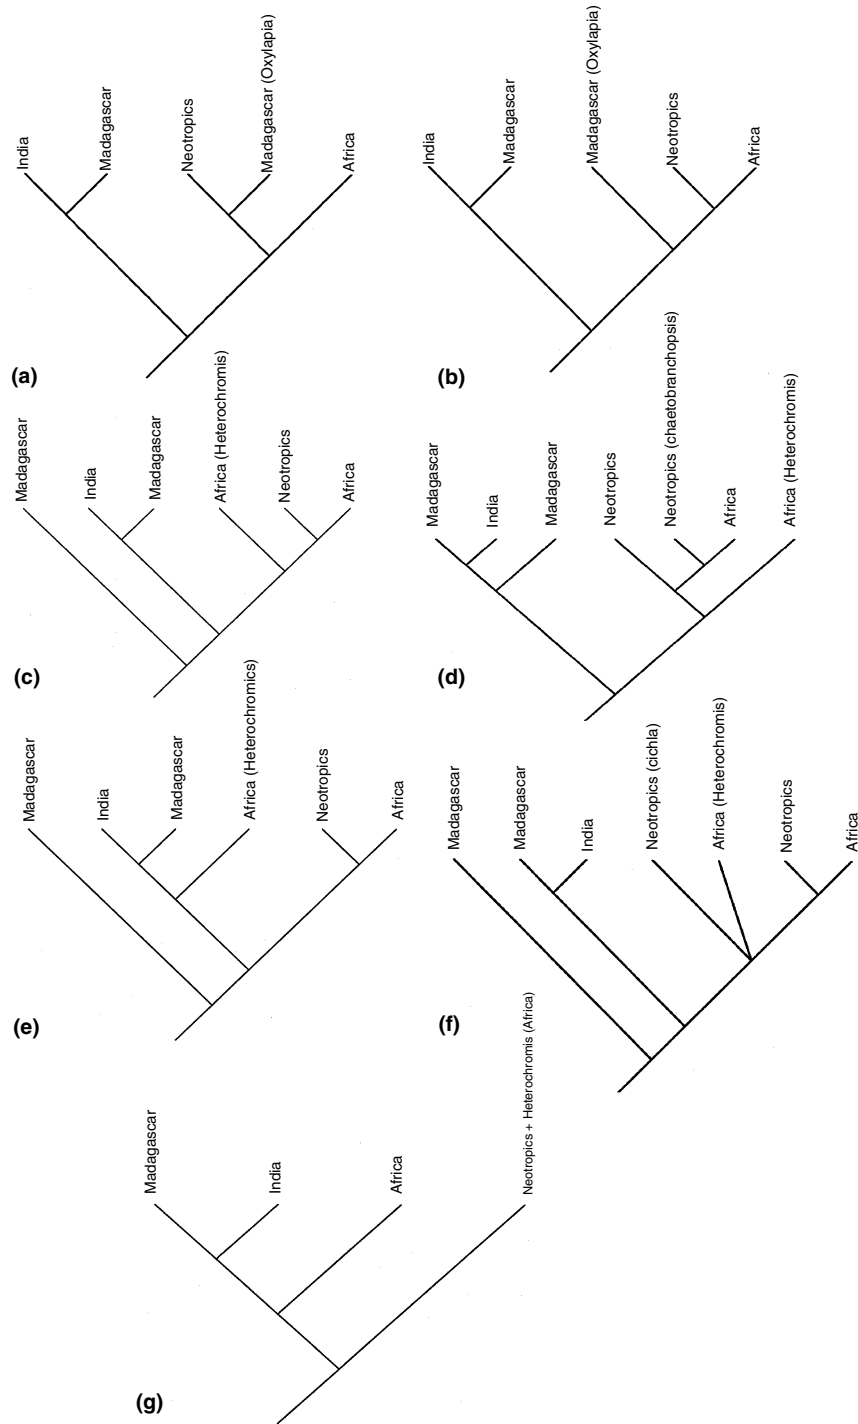 India
Madagascar
Neotropics
Madagascar (Oxylapia)
Africa
(a)
India
Madagascar
Madagascar (Oxylapia)
Neotropics
Africa
(b)
Madagascar
India
Madagascar
Africa (Heterochromis)
Neotropics
Africa
(c)
Madagascar
India
Madagascar
Neotropics
Neotropics (chaetobranchopsis)
Africa
Africa (Heterochromis)
(d)
Madagascar
India
Madagascar
Africa (Heterochromics)
Neotropics
Africa
(e)
Madagascar
Madagascar
India
Neotropics (cichla)
Africa (Heterochromis)
Neotropics
Africa
(f)
Madagascar
India
Africa
Neotropics + Heterochromis (Africa)
(g)